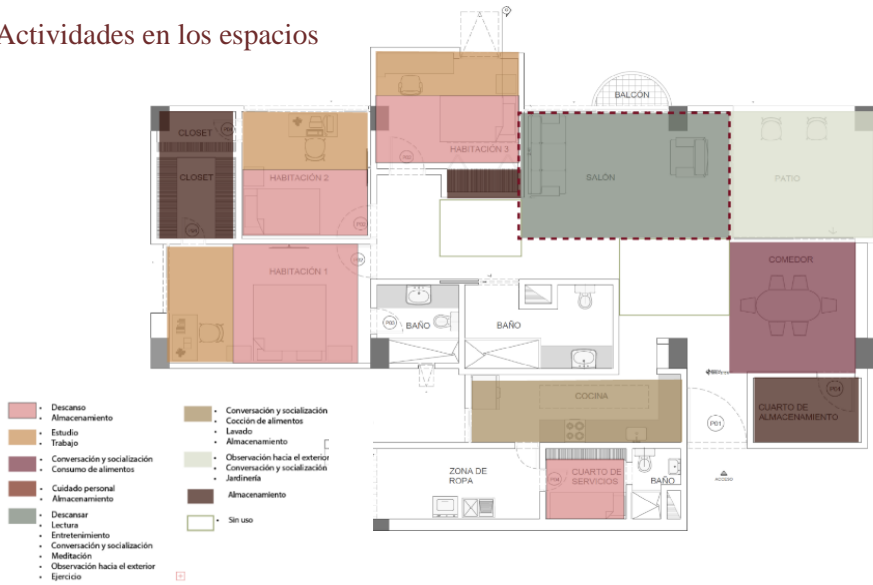 Actividades en los espacios
BALCÓN
CLOSET
CLOSET
HABITACIÓN 2
HABITACIÓN 3
SALÓN
PATIO
HABITACIÓN 1
COMEDOR
BAÑO
BAÑO
COCINA
P01
CUARTO DE
ALMACENAMIENTO
ZONA DE
ROPA
CUARTO DE
SERVICIOS
BAÑO
ACCESO
• Descanso
• Almacenamiento
• Estudio
• Trabajo
• Conversación y socialización
• Consumo de alimentos
• Cuidado personal
• Almacenamiento
• Descansar
• Lectura
• Entretenimiento
• Conversación y socialización
• Meditación
• Observación hacia el exterior
• Ejercicio
• Conversación y socialización
• Cocción de alimentos
• Lavado
• Almacenamiento
• Observación hacia el exterior
• Conversación y socialización
• Jardinería
• Almacenamiento
• Sin uso